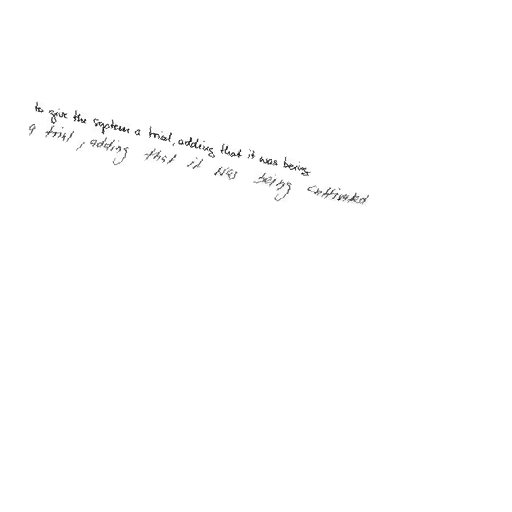 to give the system a trial, adding that it was being
a trial, adding that it was being cultivated